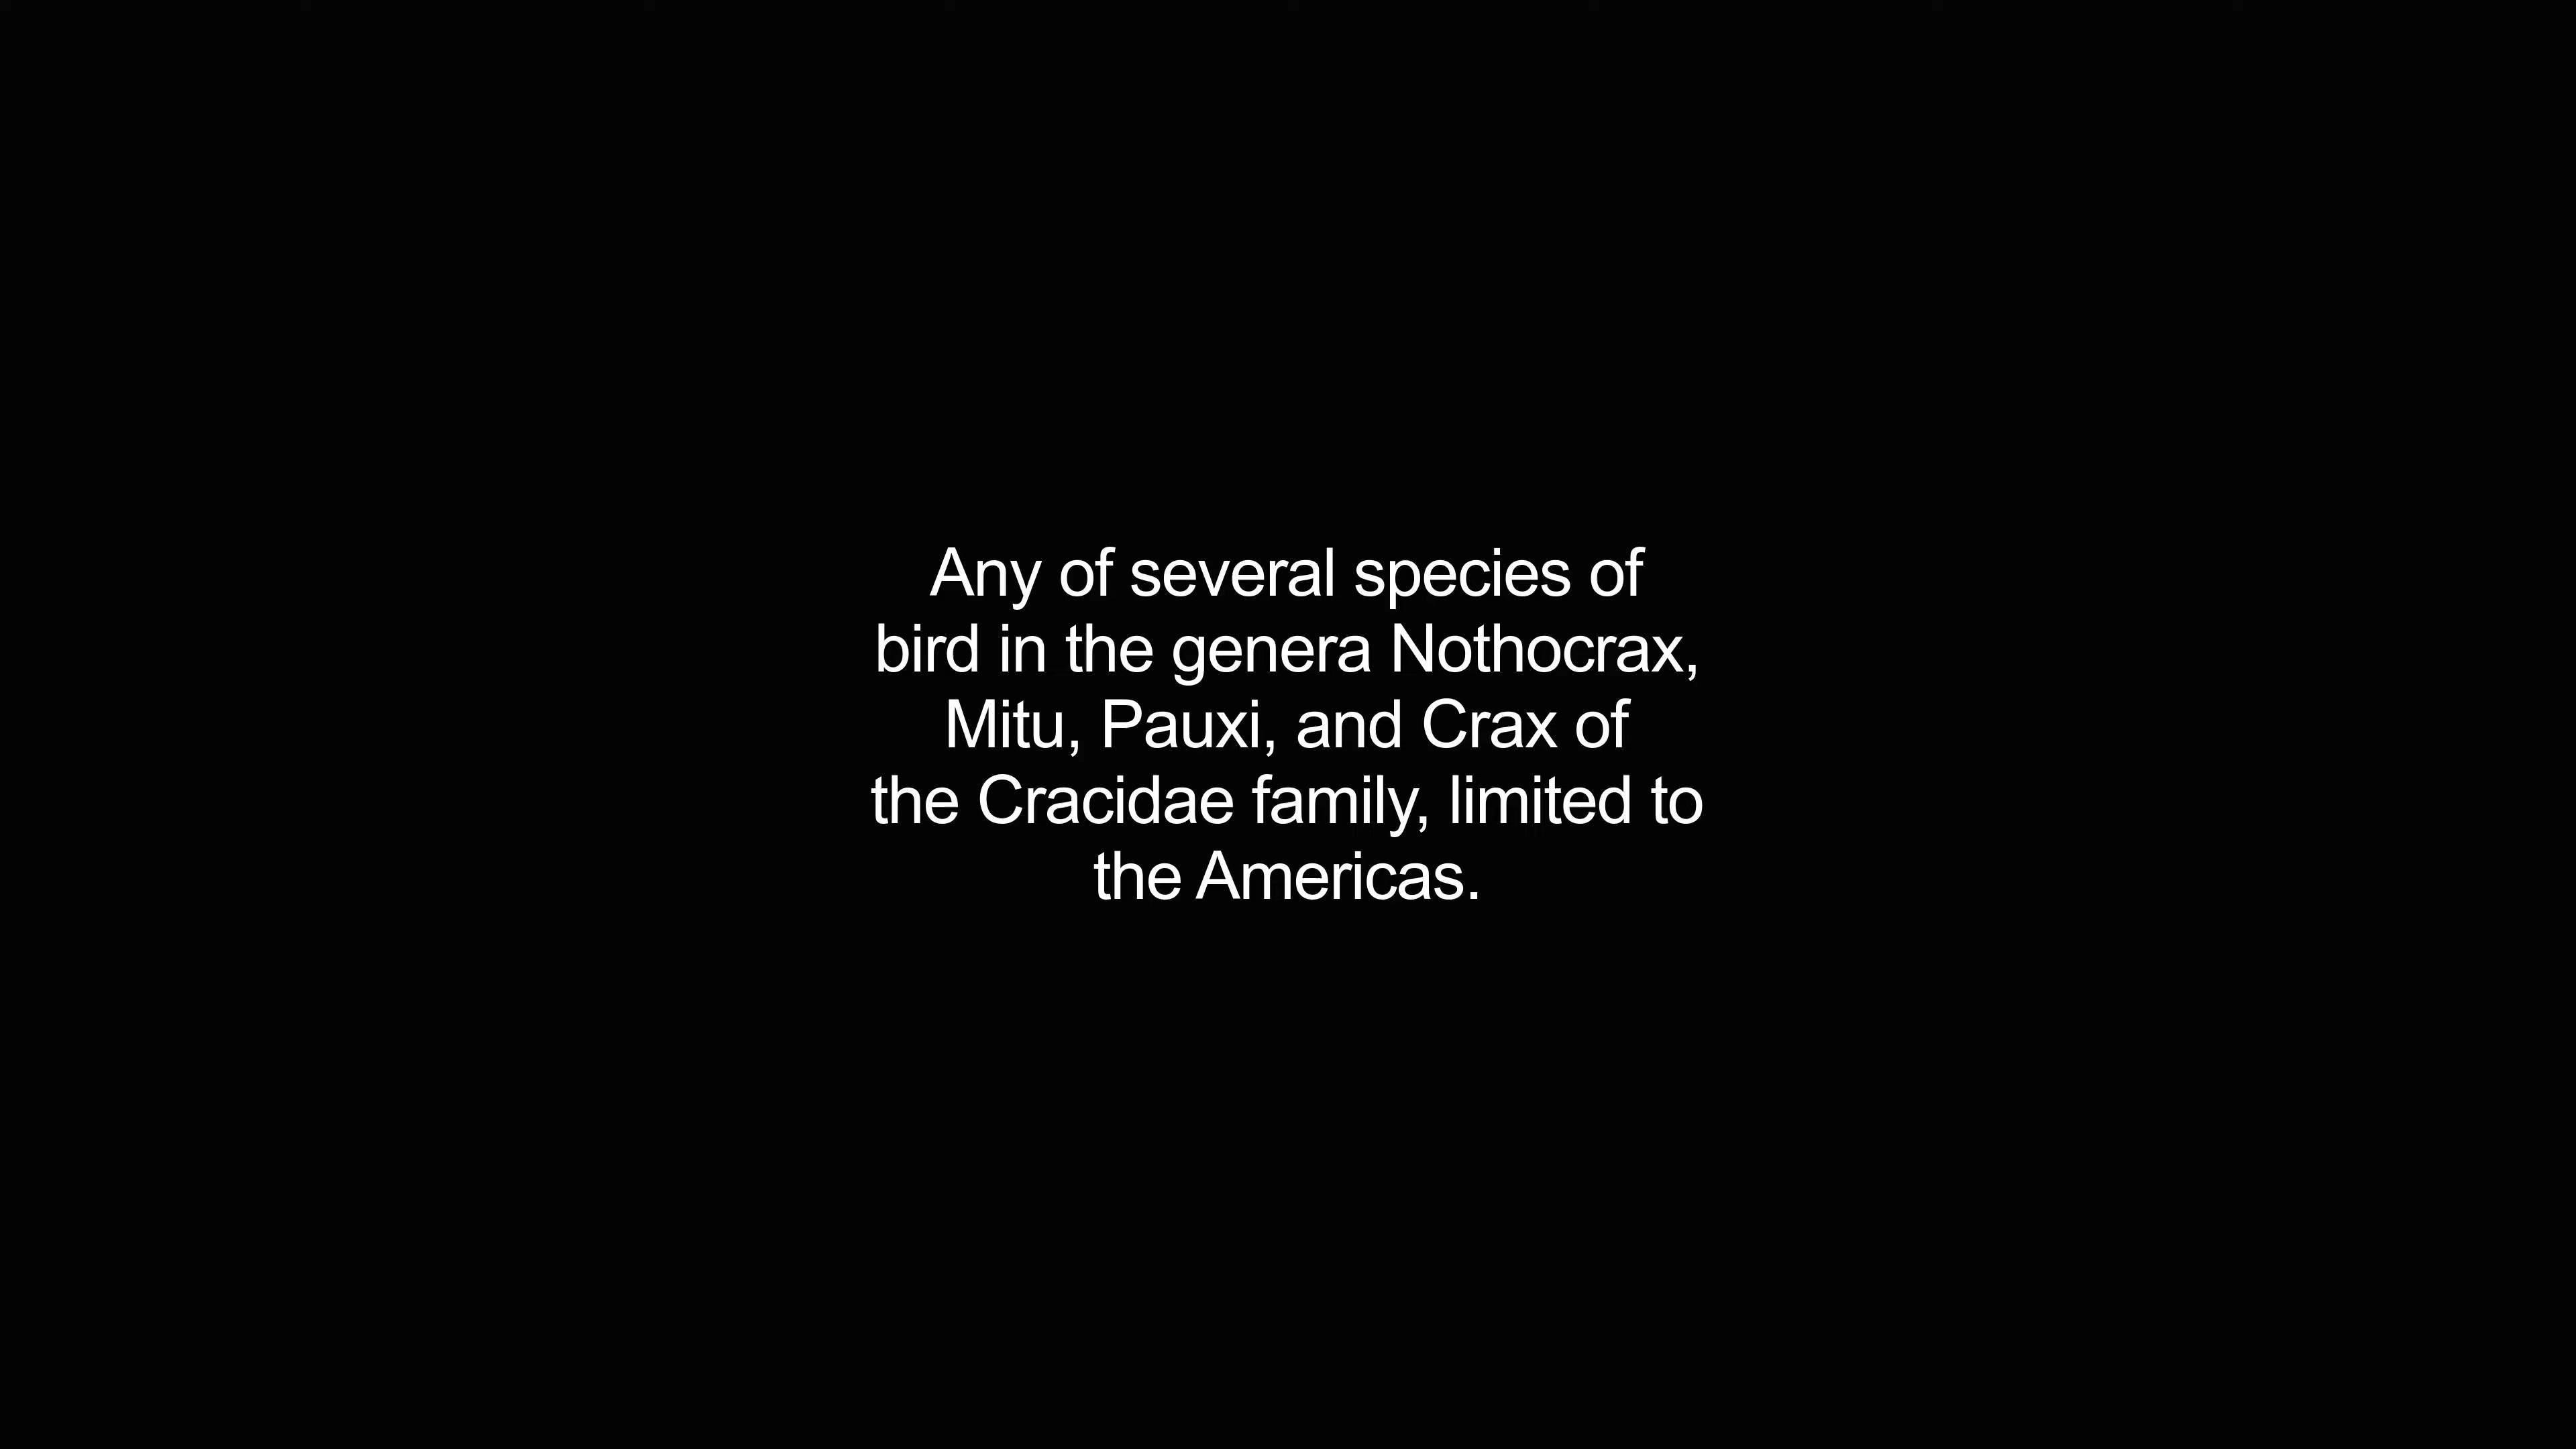 Any of several species of
bird in the genera Nothocrax,
Mitu, Pauxi, and Crax of
the Cracidae family, limited to
the Americas.